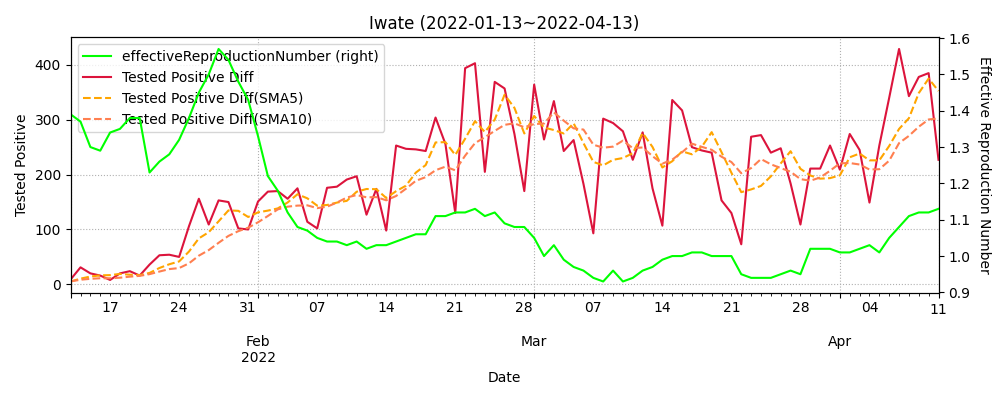 Iwate (2022-01-13~2022-04-13)
effectiveReproductionNumber (right)
Tested Positive Diff
Tested Positive Diff(SMA5)
Tested Positive Diff(SMA10)
Tested Positive
400
300
200
100
0
1.6
1.5
1.4
1.3
1.2
1.1
1.0
0.9
Effective Reproduction Number
17 24 31 07 14 21 28 07 14 21 28 04 11
Feb Mar Apr
2022
Date